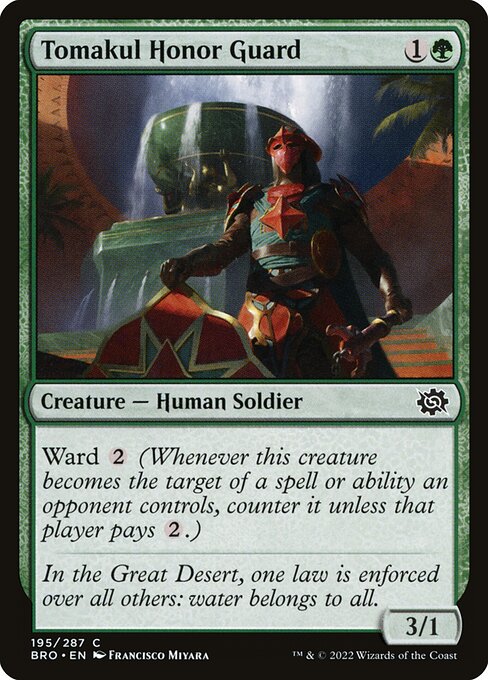 Tomakul Honor Guard 1
Creature — Human Soldier
Ward 2 (Whenever this creature
becomes the target of a spell or ability an
opponent controls, counter it unless that
player pays 2.)
In the Great Desert, one law is enforced
over all others: water belongs to all.
3/1
195/287 C
BRO • EN Francisco Miyara
™ & © 2022 Wizards of the Coast